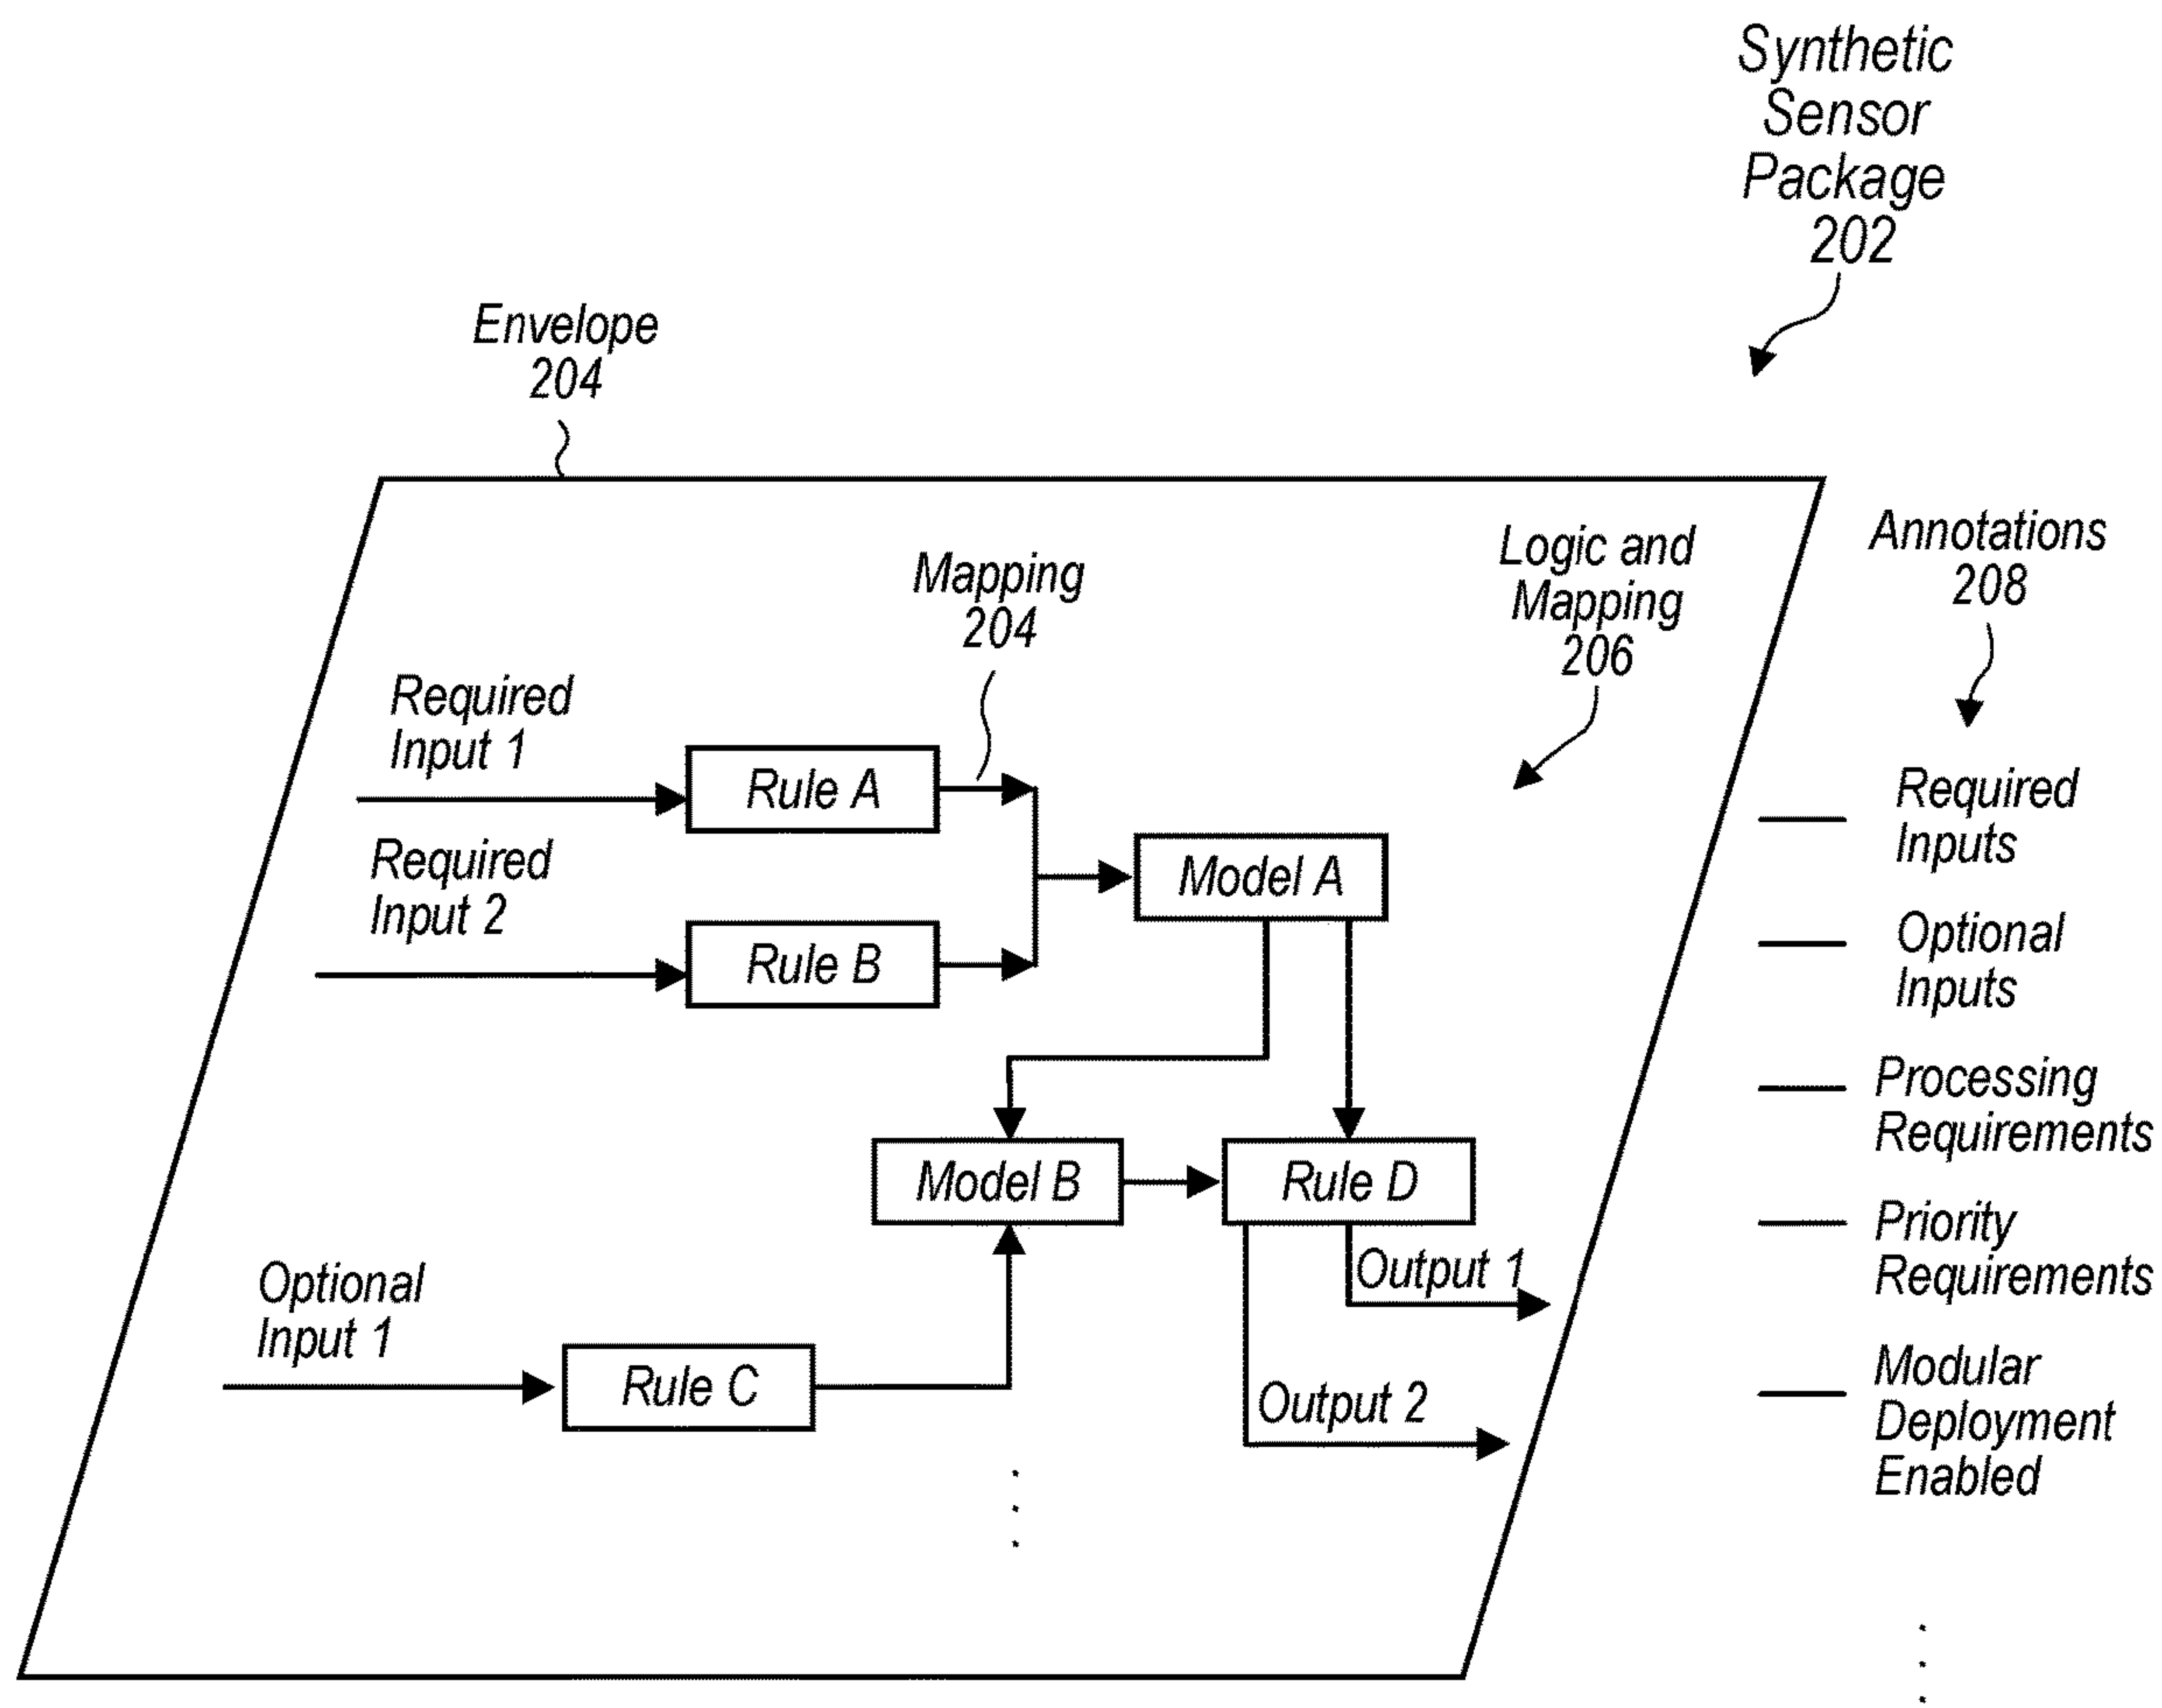 Synthetic
Sensor
Package
202
Envelope
204
Logic and
Mapping
206
Annotations
208
Mapping
204
Required
Input 1
Rule A
Required
Input 2
Rule B
Model A
Model B
Rule D
Output 1
Output 2
Optional
Input 1
Rule C
Required
Inputs
Optional
Inputs
Processing
Requirements
Priority
Requirements
Modular
Deployment
Enabled